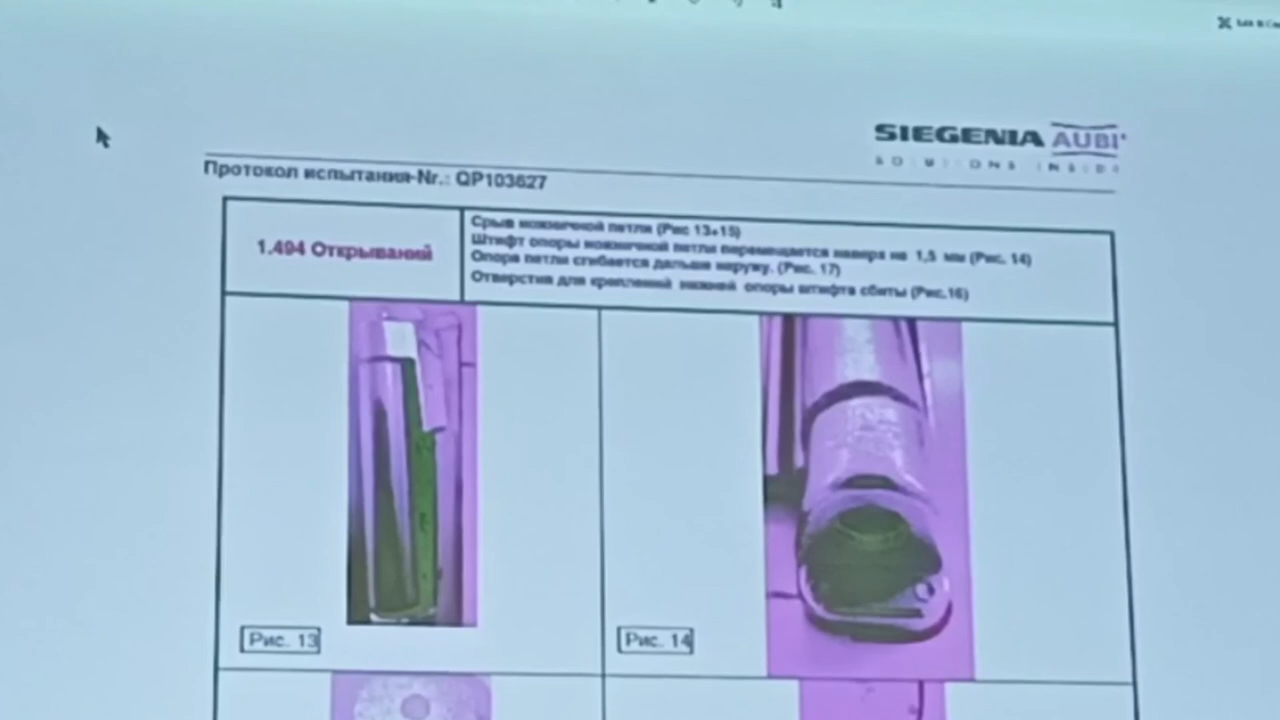 SIEGENIA AUBI
SOLUTIONS INSIDE
Протокол испытания-Nr.: QP103627
1.494 Открываний
Срыв ножничной петли (Рис 13+15)
Штифт опоры ножничной петли перемещается наверх на 1,5 мм (Рис. 14)
Опора петли сгибается дальше наружу. (Рис. 17)
Отверстия для креплений нижней опоры штифта сбиты (Рис.16)
Рис. 13
Рис. 14